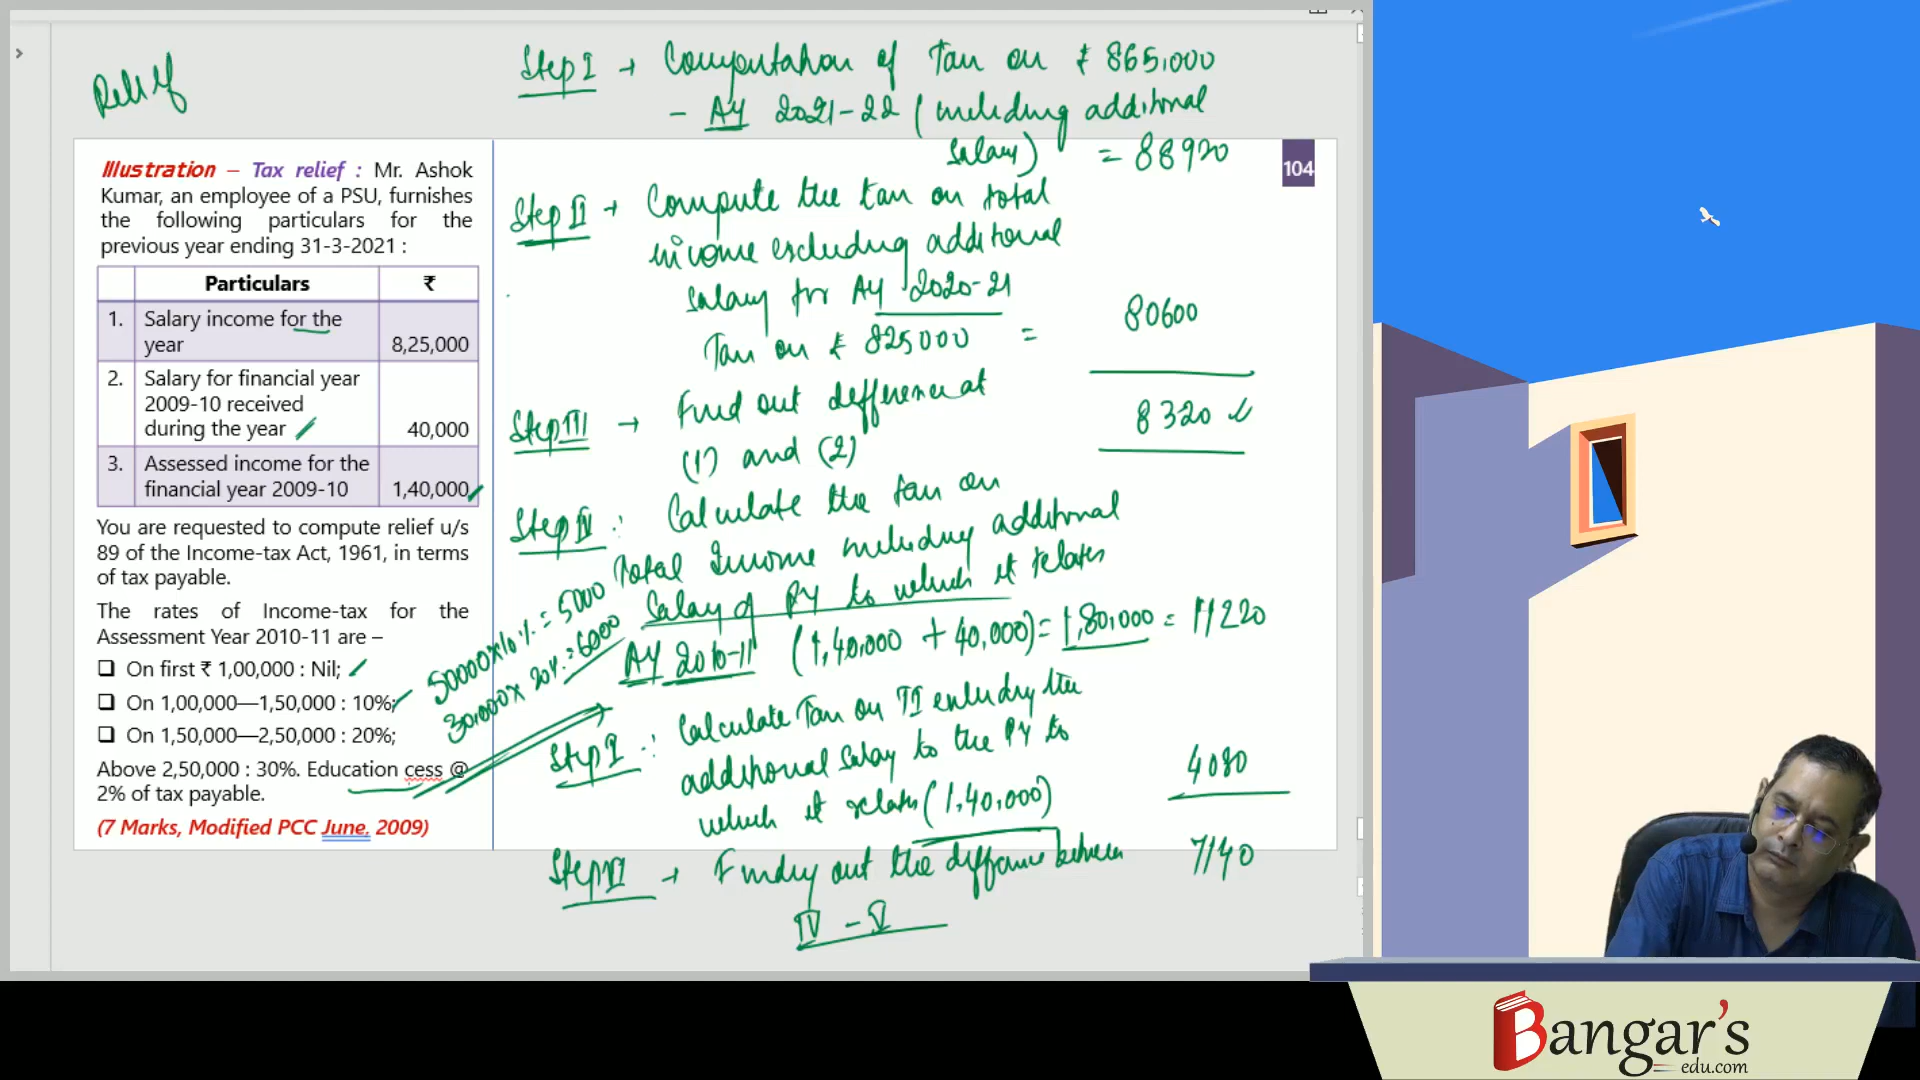 Relief
Step I → Computation of Tax on ₹ 865,000
- AY 2021-22 (including additional
salary) = 88920
104
Illustration – Tax relief : Mr. Ashok
Kumar, an employee of a PSU, furnishes
the following particulars for the
previous year ending 31-3-2021 :
Particulars ₹
1. Salary income for the
year 8,25,000
2. Salary for financial year
2009-10 received
during the year 40,000
3. Assessed income for the
financial year 2009-10 1,40,000
You are requested to compute relief u/s
89 of the Income-tax Act, 1961, in terms
of tax payable.
The rates of Income-tax for the
Assessment Year 2010-11 are –
❑ On first ₹ 1,00,000 : Nil;
❑ On 1,00,000—1,50,000 : 10%;
❑ On 1,50,000—2,50,000 : 20%;
Above 2,50,000 : 30%. Education cess @
2% of tax payable.
(7 Marks, Modified PCC June. 2009)
Step II → Compute the tax on total
income excluding additional
salary for AY 2020-21
Tax on ₹ 825000 = 80600
Step III → Find out difference at
(1) and (2) 8320
Step IV : Calculate the tax on
Total Income including additional
Salary of PY to which it relates
AY 2010-11 (1,40,000 + 40,000) = 1,80,000 = 11220
50000x10% = 5000
30,000x 20% = 6000
Step V : Calculate Tax on TI excluding the
additional salary to the PY to
which it relates (1,40,000) 4080
Step VI → Finding out the difference between 7140
IV - V
Bangar's
edu.com